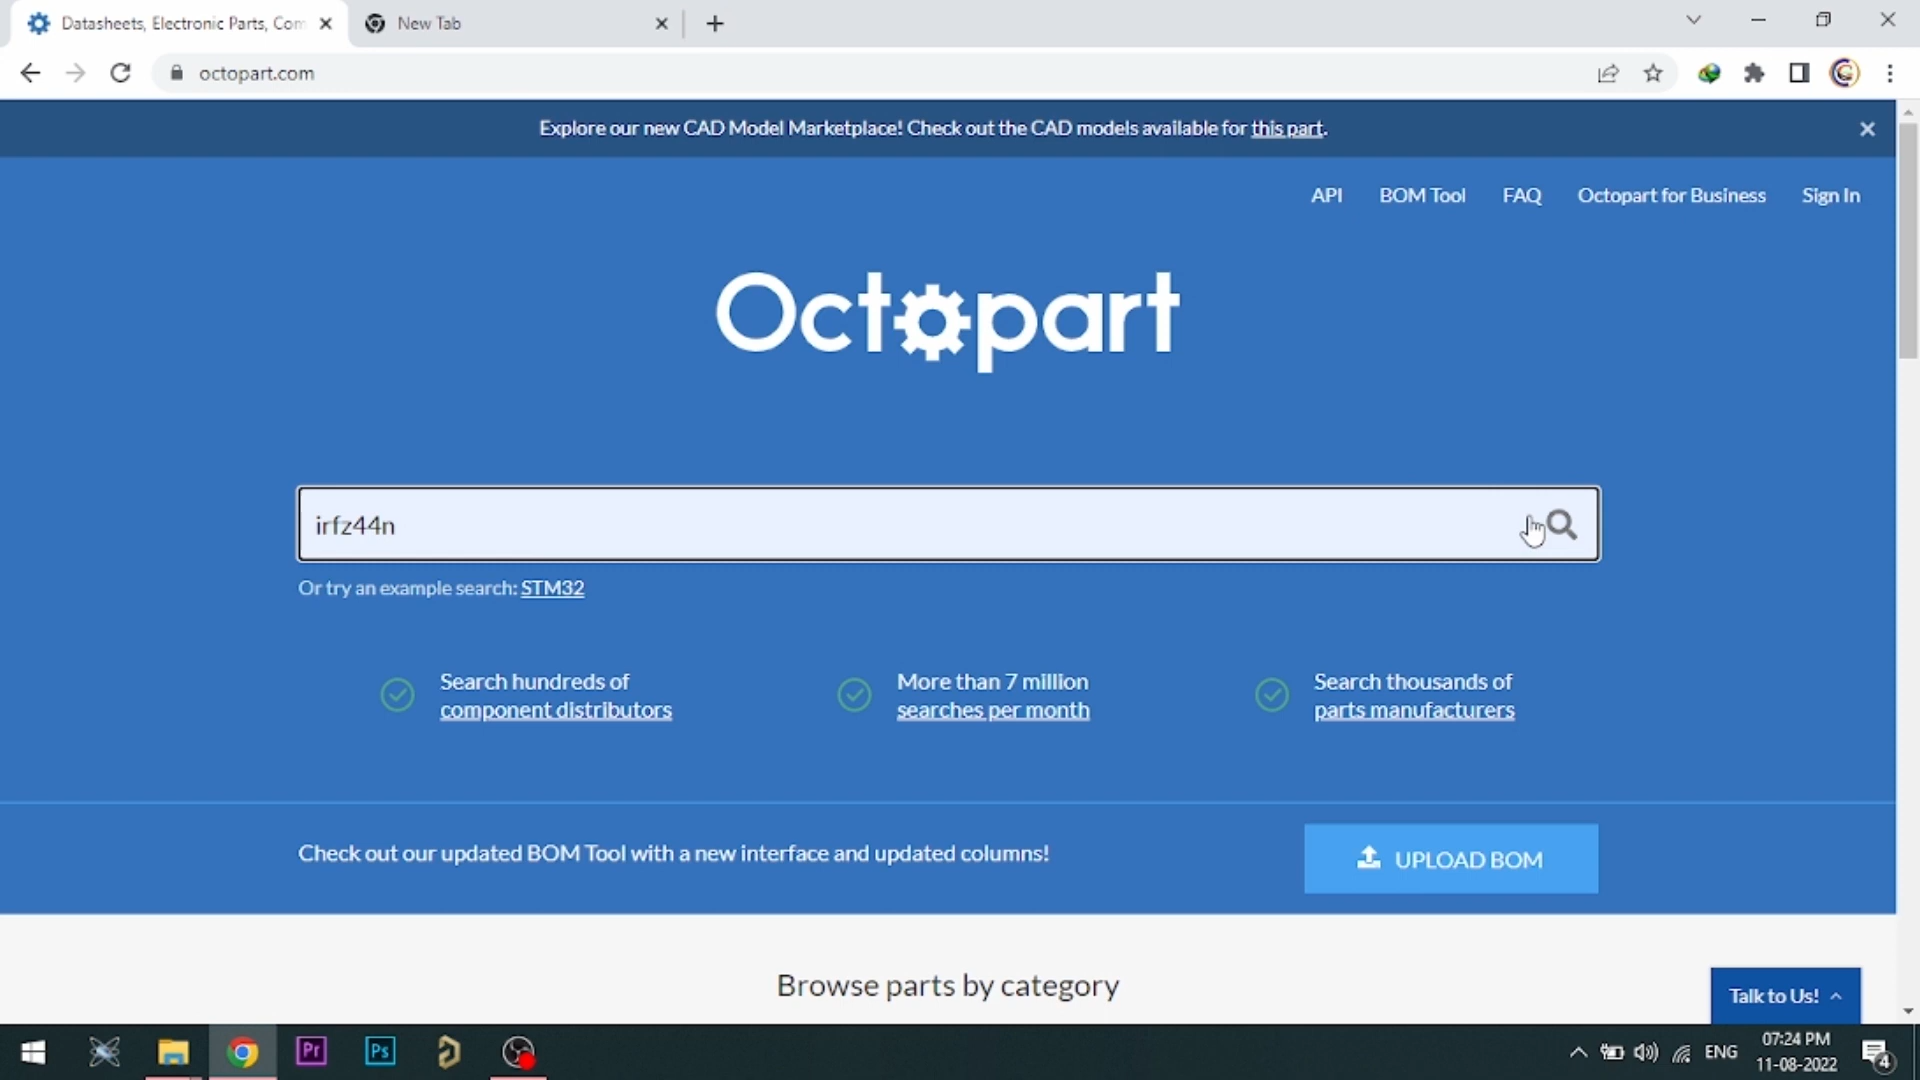 Datasheets, Electronic Parts, Com
New Tab
octopart.com
Explore our new CAD Model Marketplace! Check out the CAD models available for this part.
API BOM Tool FAQ Octopart for Business Sign In
Octopart
irfz44n
Or try an example search: STM32
Search hundreds of
component distributors
More than 7 million
searches per month
Search thousands of
parts manufacturers
Check out our updated BOM Tool with a new interface and updated columns!
UPLOAD BOM
Browse parts by category
Talk to Us!
Pr
Ps
ENG
07:24 PM
11-08-2022
4